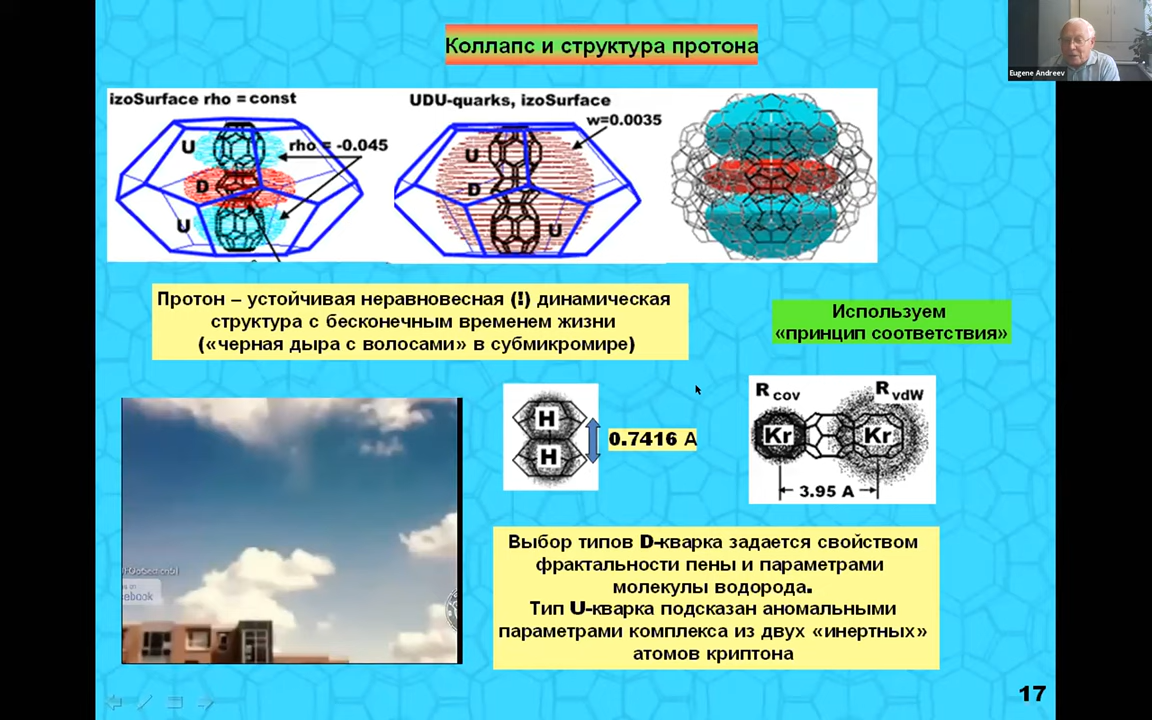 Коллапс и структура протона
Eugene Andreev
izoSurface rho = const
UDU-quarks, izoSurface
w=0.0035
rho = -0.045
U
D
U
U
D
U
Протон – устойчивая неравновесная (!) динамическая
структура с бесконечным временем жизни
(«черная дыра с волосами» в субмикромире)
Используем
«принцип соответствия»
H
H
0.7416 А
R cov
R vdW
Kr
Kr
3.95 A
ebook
Выбор типов D-кварка задается свойством
фрактальности пены и параметрами
молекулы водорода.
Тип U-кварка подсказан аномальными
параметрами комплекса из двух «инертных»
атомов криптона
17